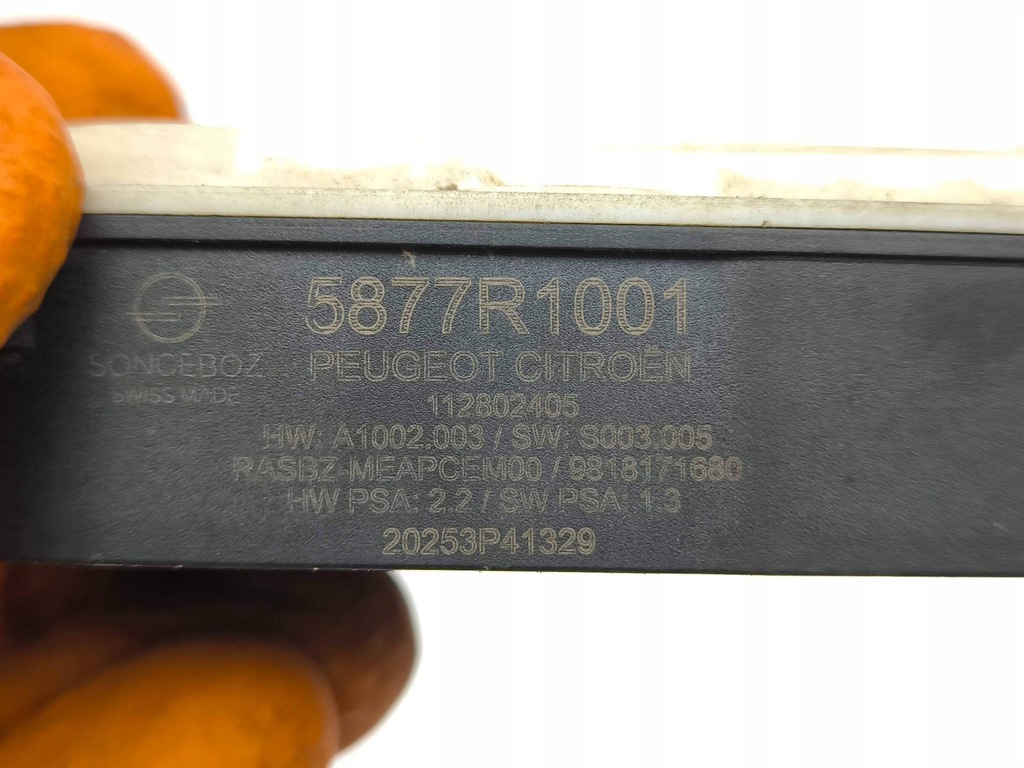 5877R1001
SONCEBOZ
SWISS MADE
PEUGEOT CITROËN
112802405
HW: A1002.003 / SW: S003.005
RASBZ-MEAPCEM00 / 9818171680
HW PSA: 2.2 / SW PSA: 1.3
20253P41329